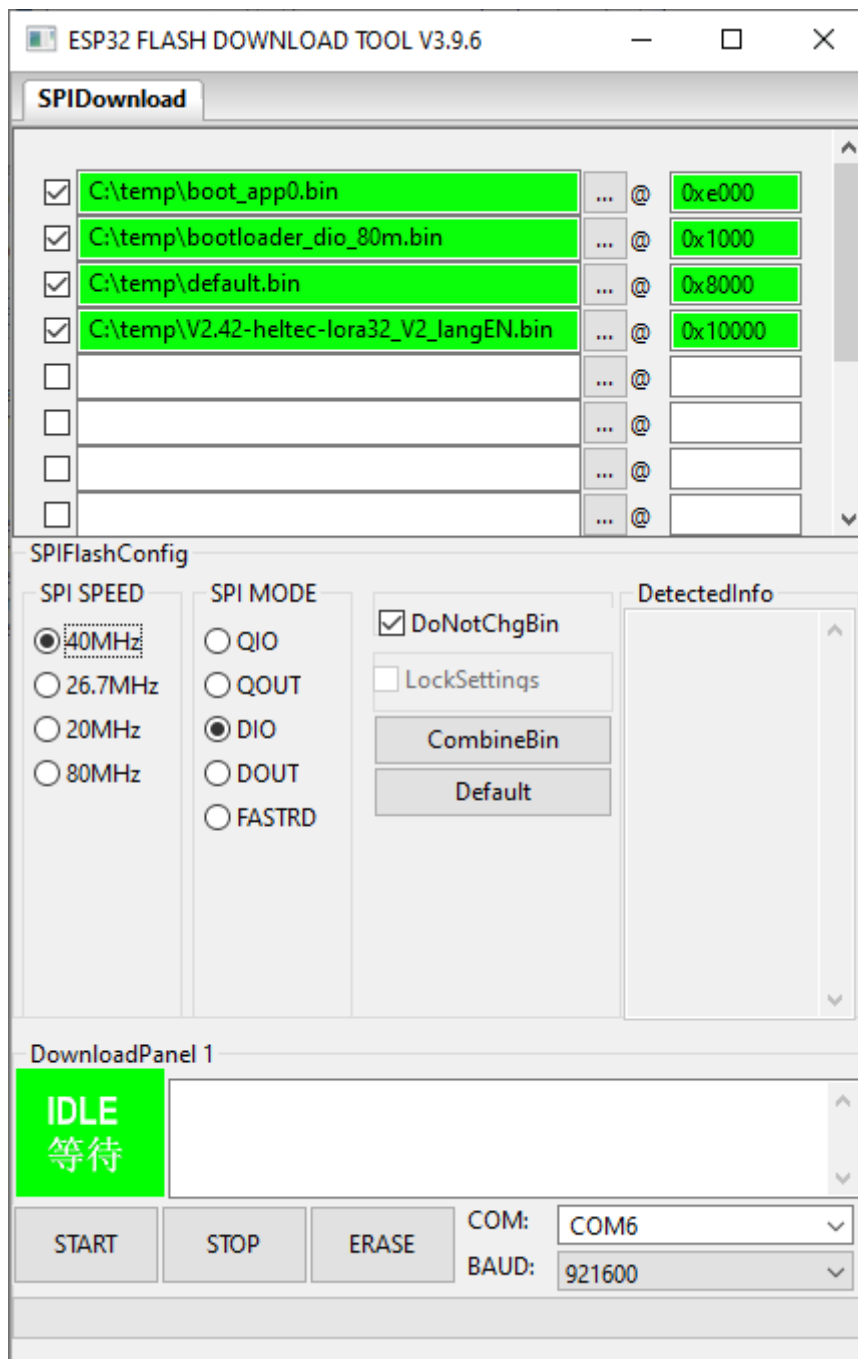 ESP32 FLASH DOWNLOAD TOOL V3.9.6
SPIDownload
C:\temp\boot_app0.bin ... @ 0xe000
C:\temp\bootloader_dio_80m.bin ... @ 0x1000
C:\temp\default.bin ... @ 0x8000
C:\temp\V2.42-heltec-lora32_V2_langEN.bin ... @ 0x10000
... @
... @
... @
... @
SPIFlashConfig
SPI SPEED
40MHz
26.7MHz
20MHz
80MHz
SPI MODE
QIO
QOUT
DIO
DOUT
FASTRD
DoNotChgBin
LockSettings
CombineBin
Default
DetectedInfo
DownloadPanel 1
IDLE
等待
START STOP ERASE
COM: COM6
BAUD: 921600